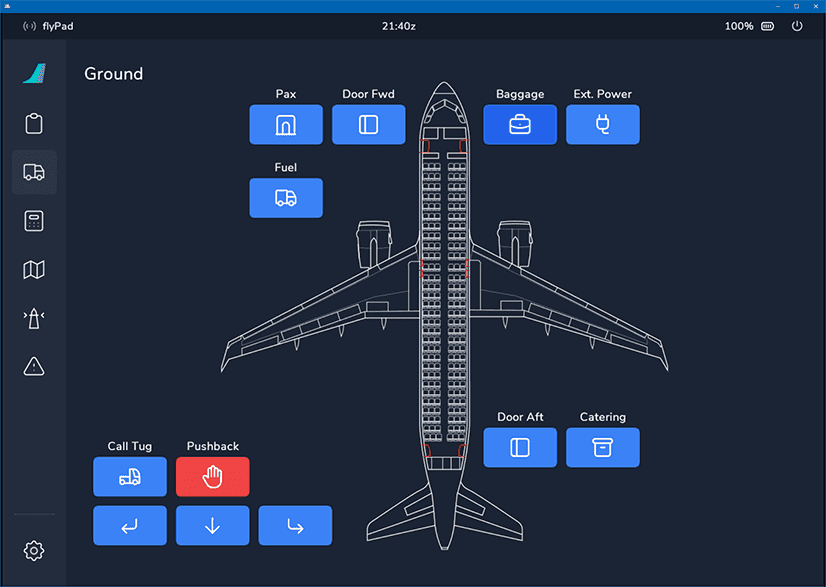 flyPad
21:40z
100%
Ground
Pax
Door Fwd
Baggage
Ext. Power
Fuel
Door Aft
Catering
Call Tug
Pushback